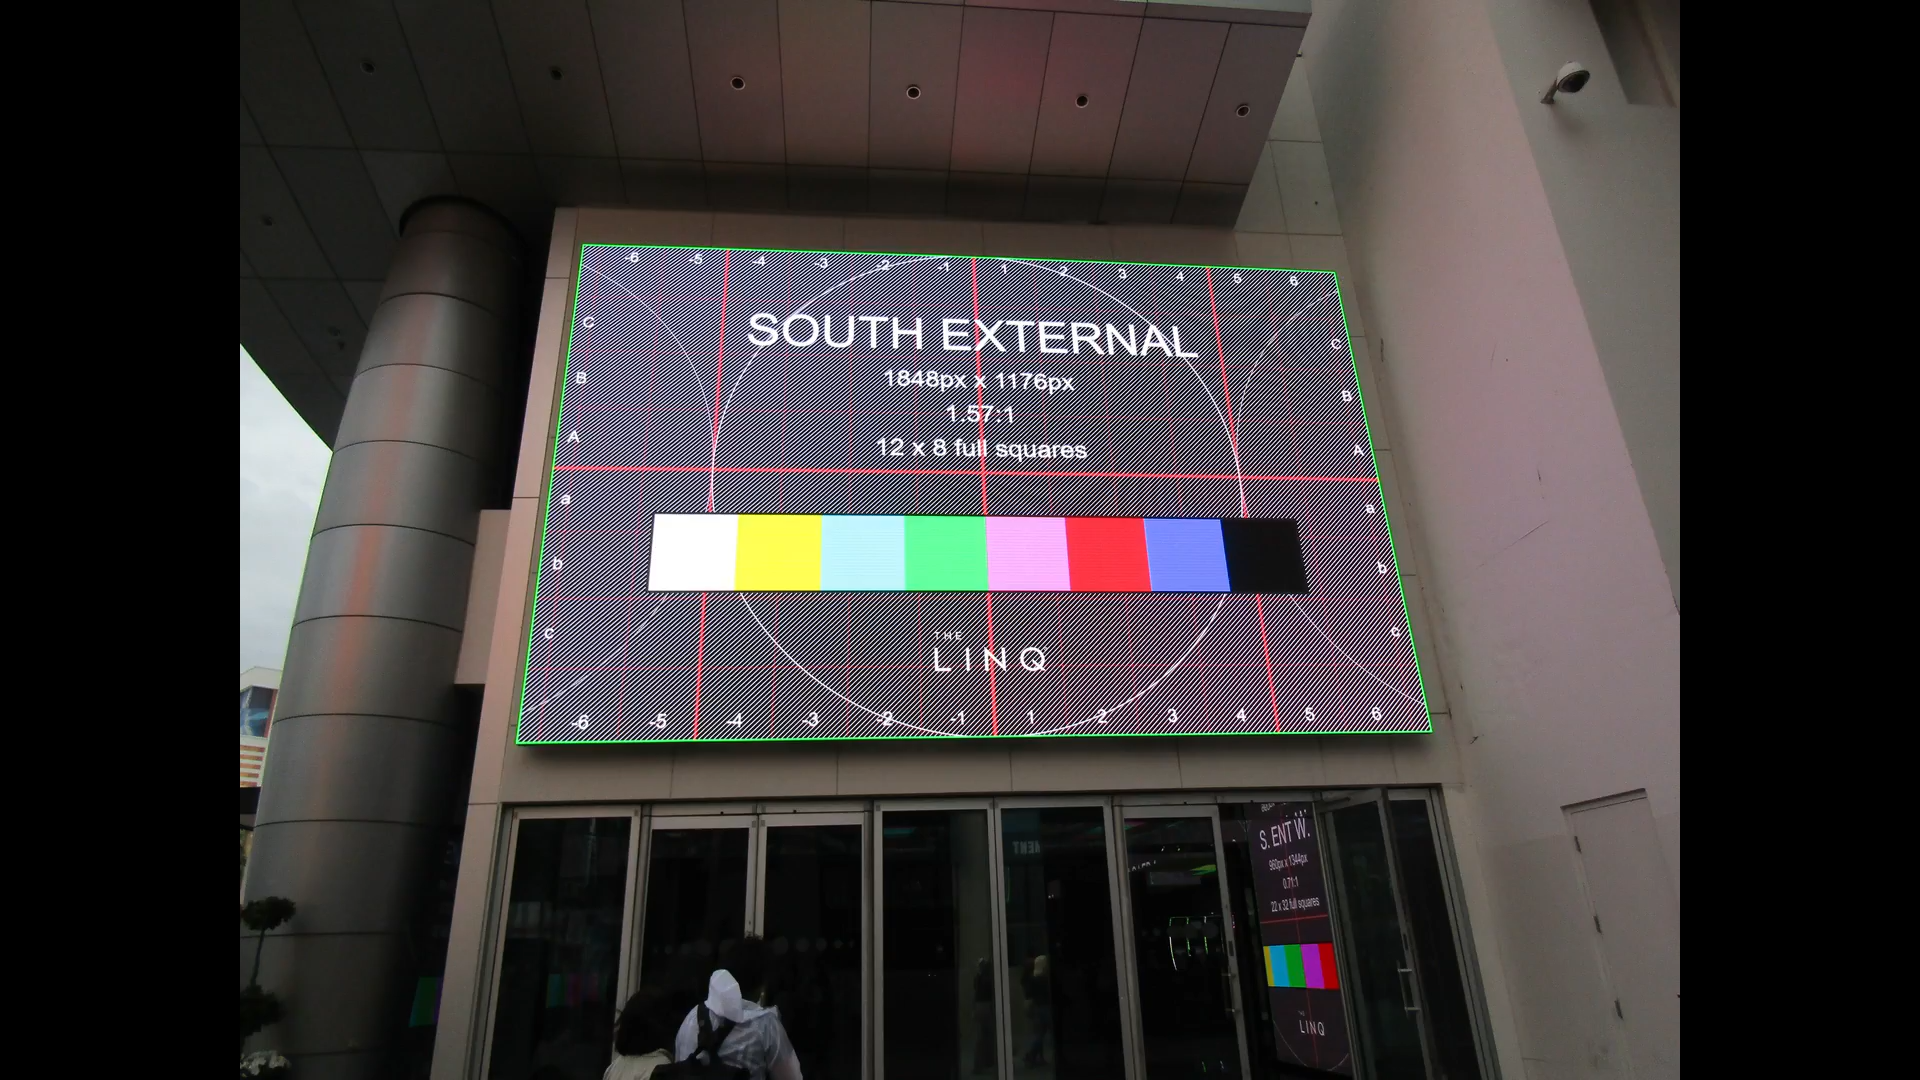 -6 -5 -4 -3 -2 -1 1 2 3 4 5 6
C C
SOUTH EXTERNAL
B B
1848px x 1176px
1.57:1
A A
12 x 8 full squares
a a
b b
c c
THE
LINQ
-6 -5 -4 -3 -2 -1 1 2 3 4 5 6
S. ENT W.
960px x 1344px
0.71:1
22 x 32 full squares
LINQ